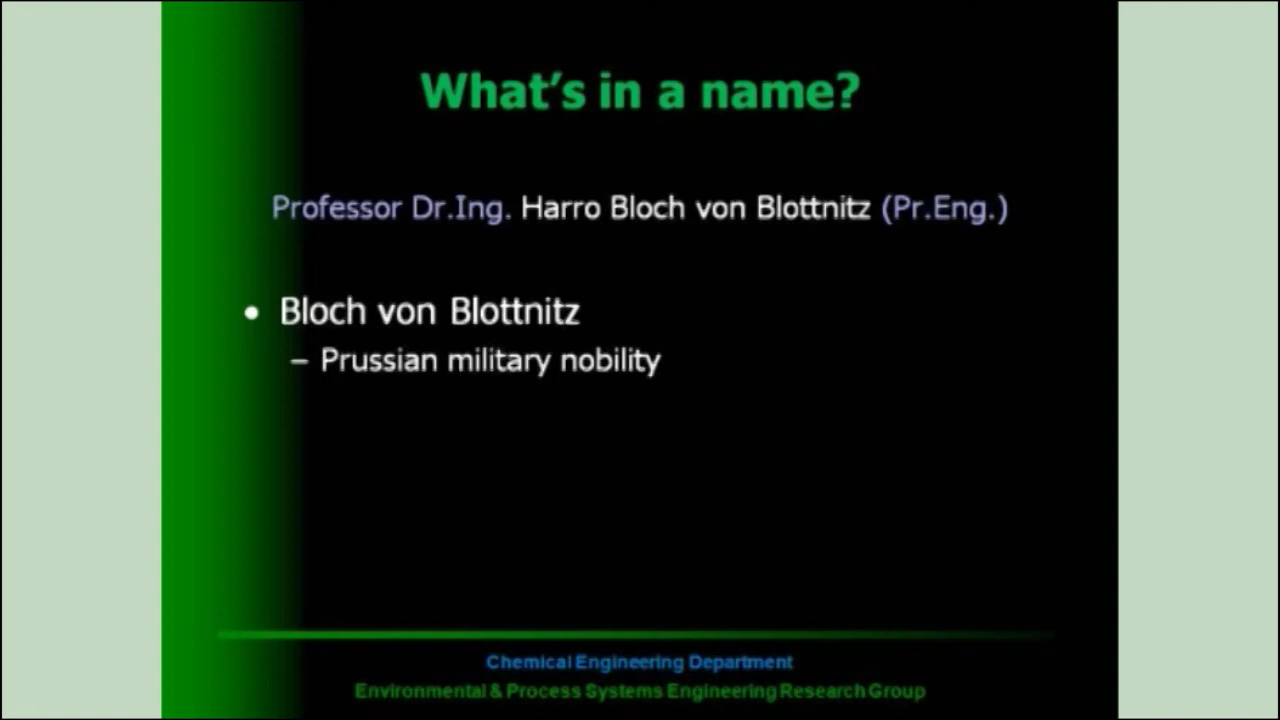 What's in a name?
Professor Dr.Ing. Harro Bloch von Blottnitz (Pr.Eng.)
• Bloch von Blottnitz
– Prussian military nobility
Chemical Engineering Department
Environmental & Process Systems Engineering Research Group